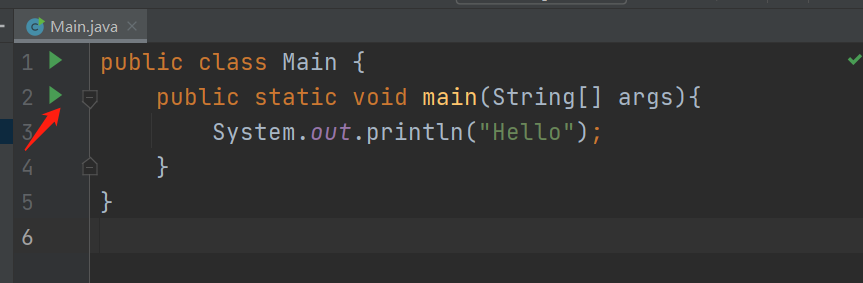 Main.java
1 public class Main {
2 public static void main(String[] args){
3 System.out.println("Hello");
4 }
5 }
6